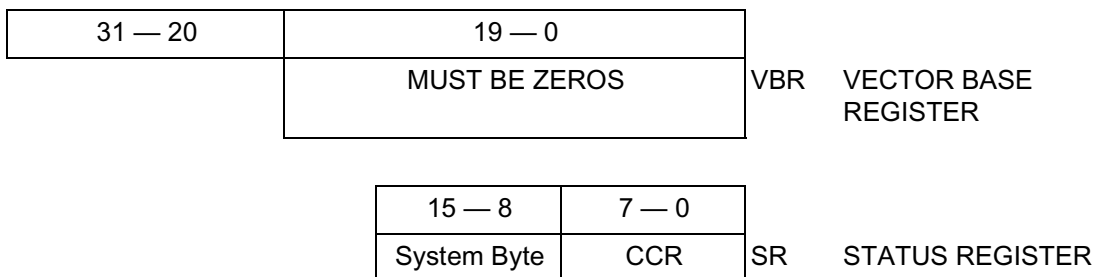 31 — 20 19 — 0
MUST BE ZEROS VBR VECTOR BASE
REGISTER
15 — 8 7 — 0
System Byte CCR SR STATUS REGISTER